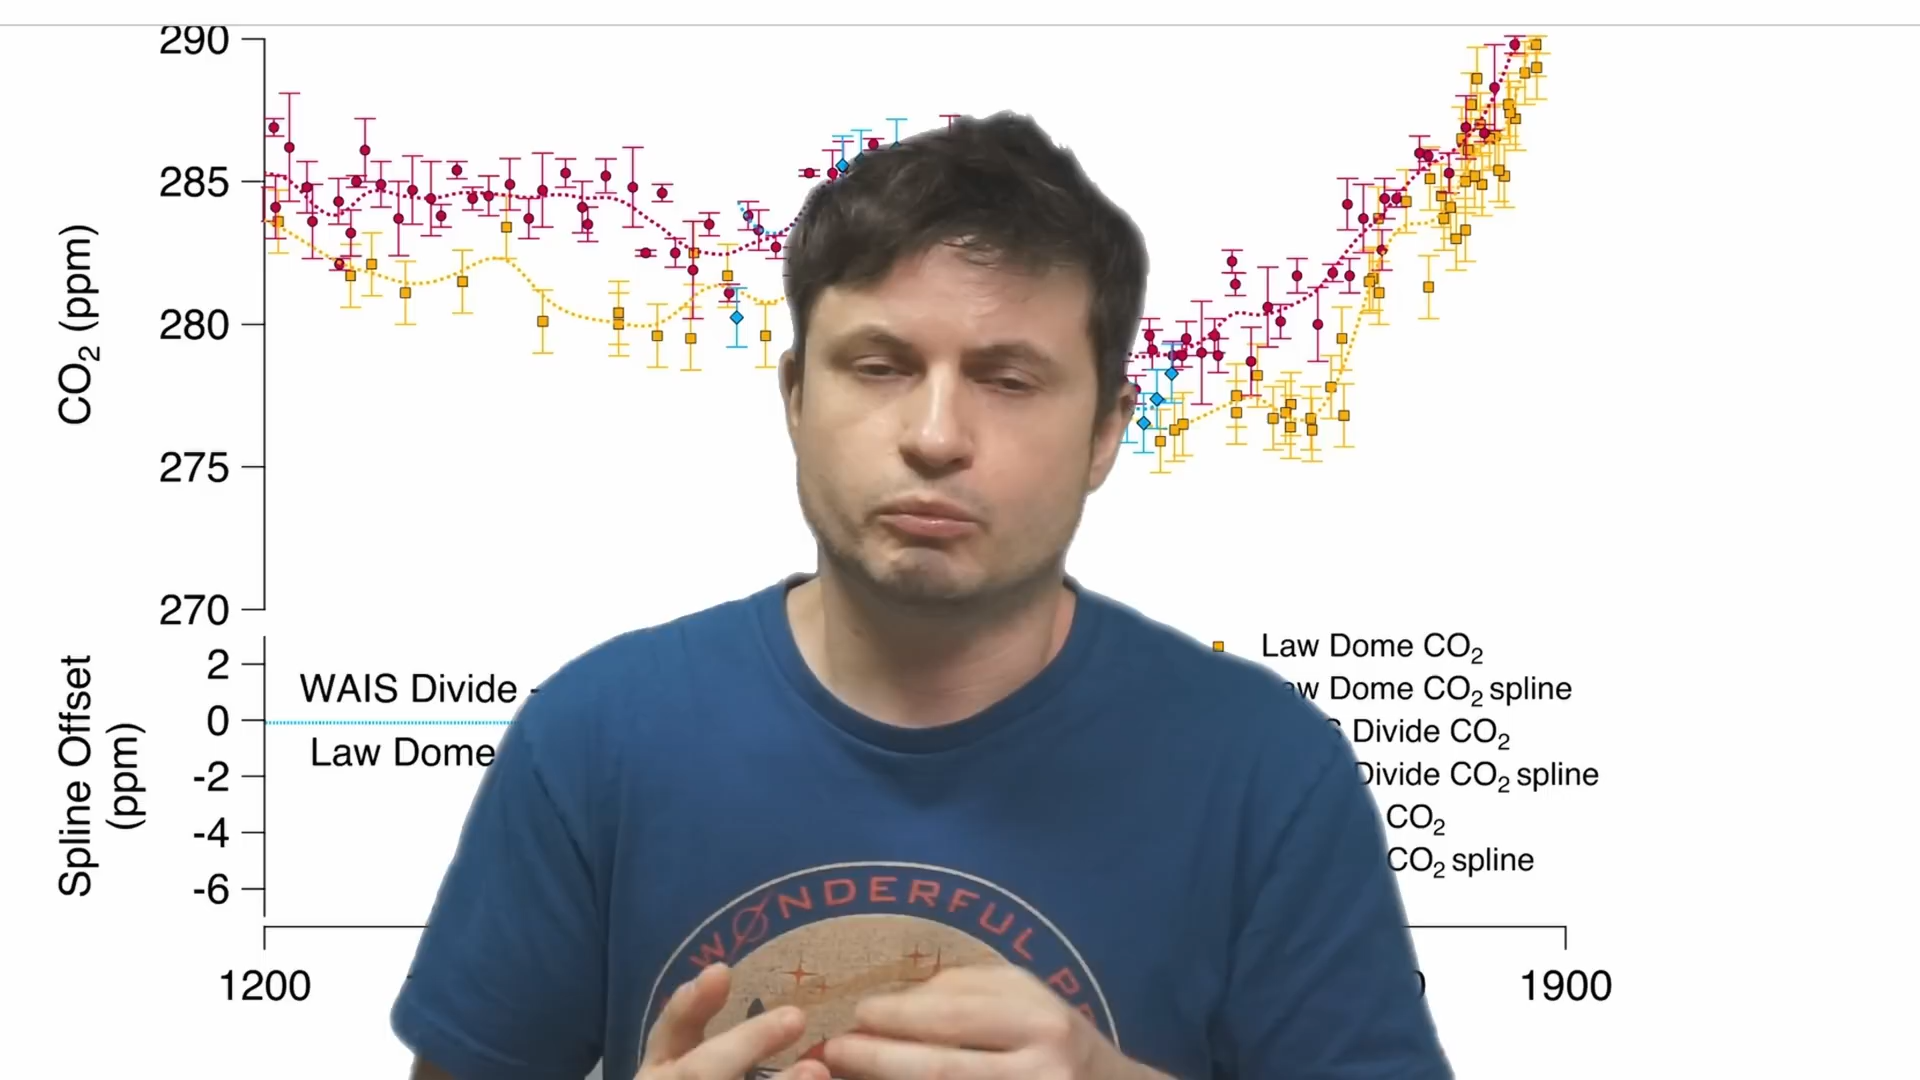 290
285
280
275
270
CO₂ (ppm)
2
0
-2
-4
-6
Spline Offset
(ppm)
WAIS Divide
Law Dome
Law Dome CO₂
Dome CO₂ spline
Divide CO₂
Divide CO₂ spline
CO₂
CO₂ spline
1200
1900
WØNDERFUL